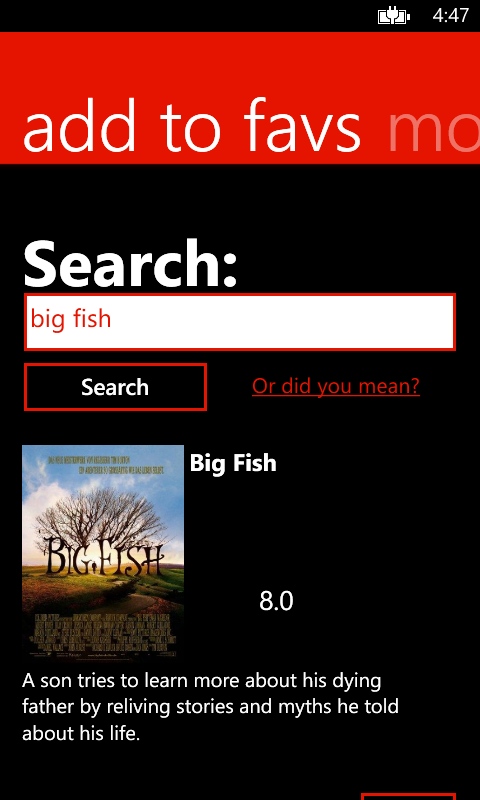 4:47
add to favs mo
Search:
big fish
Search
Or did you mean?
Big Fish
BIG FISH
8.0
A son tries to learn more about his dying
father by reliving stories and myths he told
about his life.